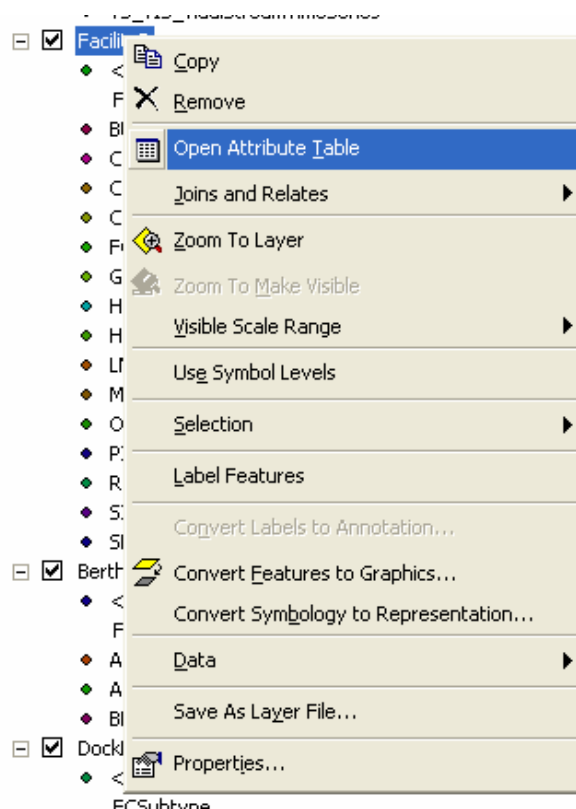 Facilit
<
Copy
F
Remove
Open Attribute Table
C
C
Joins and Relates
C
Zoom To Layer
G
Zoom To Make Visible
H
H
Visible Scale Range
Use Symbol Levels
M
O
Selection
R
Label Features
Convert Labels to Annotation...
Berth
Convert Features to Graphics...
<
F
Convert Symbology to Representation...
A
Data
A
Save As Layer File...
Dockl
Properties...
<
FCSubtype